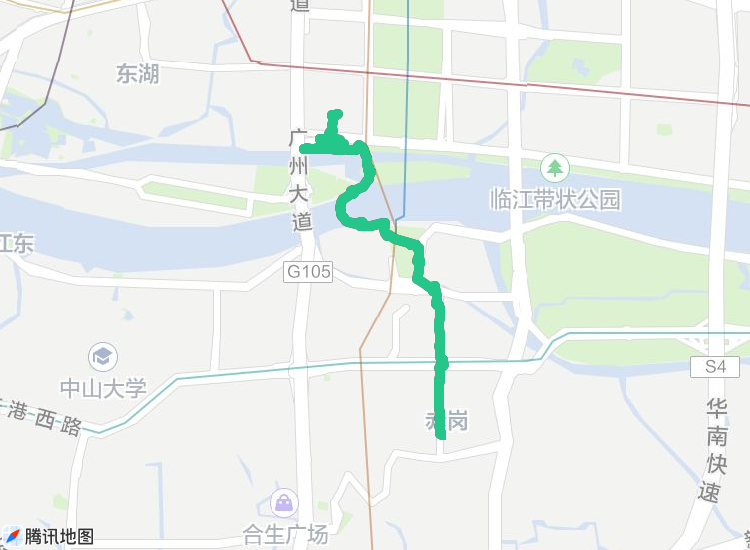 道
东湖
广州大道
临江带状公园
江东
G105
S4
中山大学
港西路
赤岗
华南快速
合生广场
腾讯地图